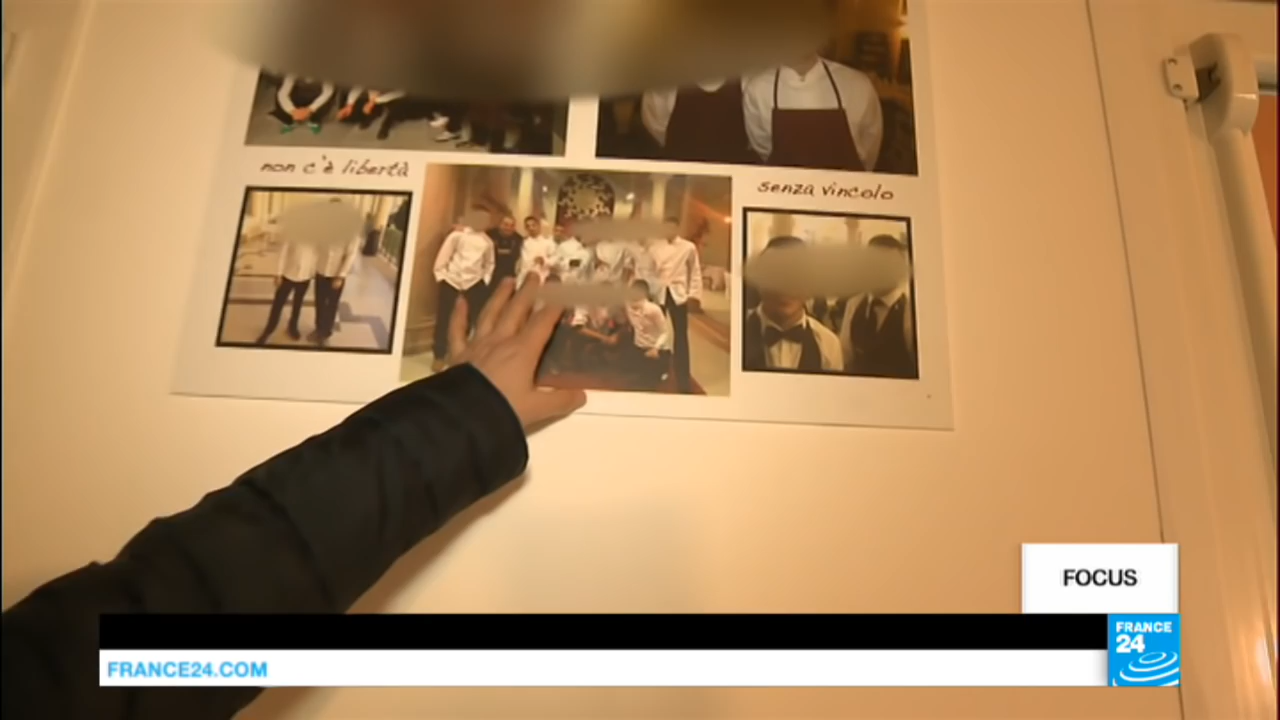 non c'è libertà
senza vincolo
FOCUS
FRANCE
24
FRANCE24.COM